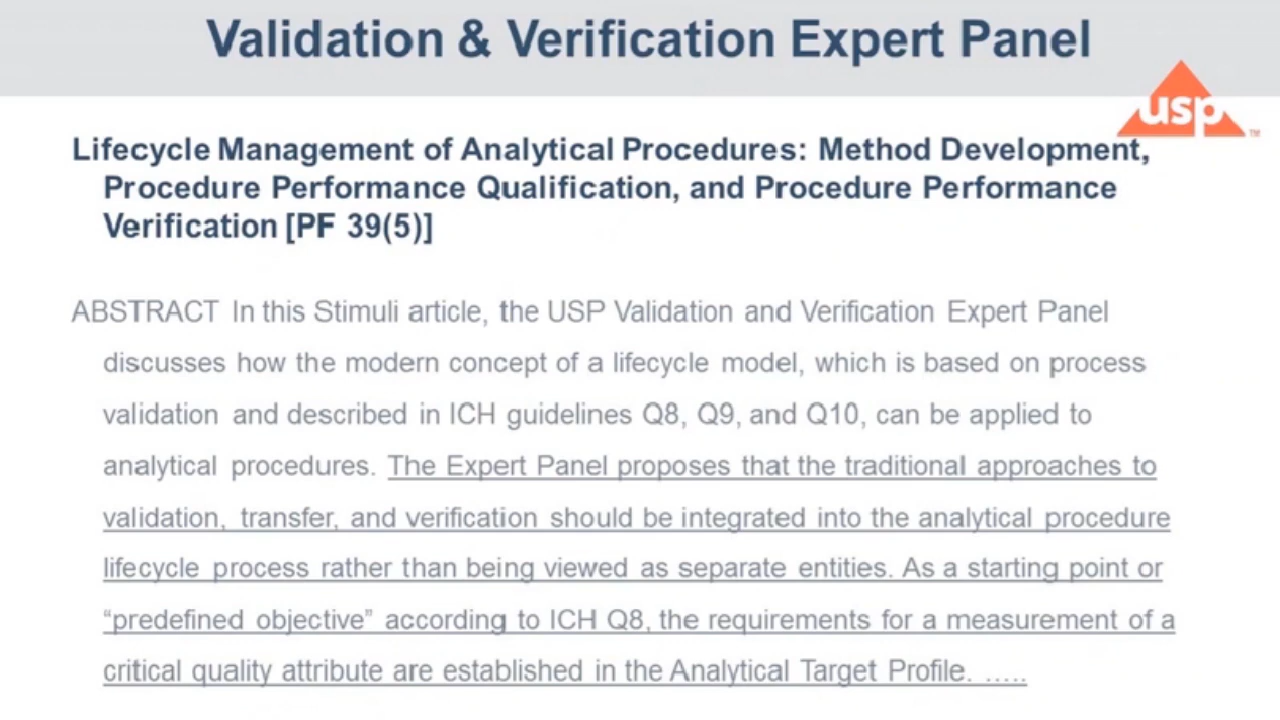 Validation & Verification Expert Panel
usp
TM
Lifecycle Management of Analytical Procedures: Method Development,
Procedure Performance Qualification, and Procedure Performance
Verification [PF 39(5)]
ABSTRACT In this Stimuli article, the USP Validation and Verification Expert Panel
discusses how the modern concept of a lifecycle model, which is based on process
validation and described in ICH guidelines Q8, Q9, and Q10, can be applied to
analytical procedures. The Expert Panel proposes that the traditional approaches to
validation, transfer, and verification should be integrated into the analytical procedure
lifecycle process rather than being viewed as separate entities. As a starting point or
“predefined objective” according to ICH Q8, the requirements for a measurement of a
critical quality attribute are established in the Analytical Target Profile. .....